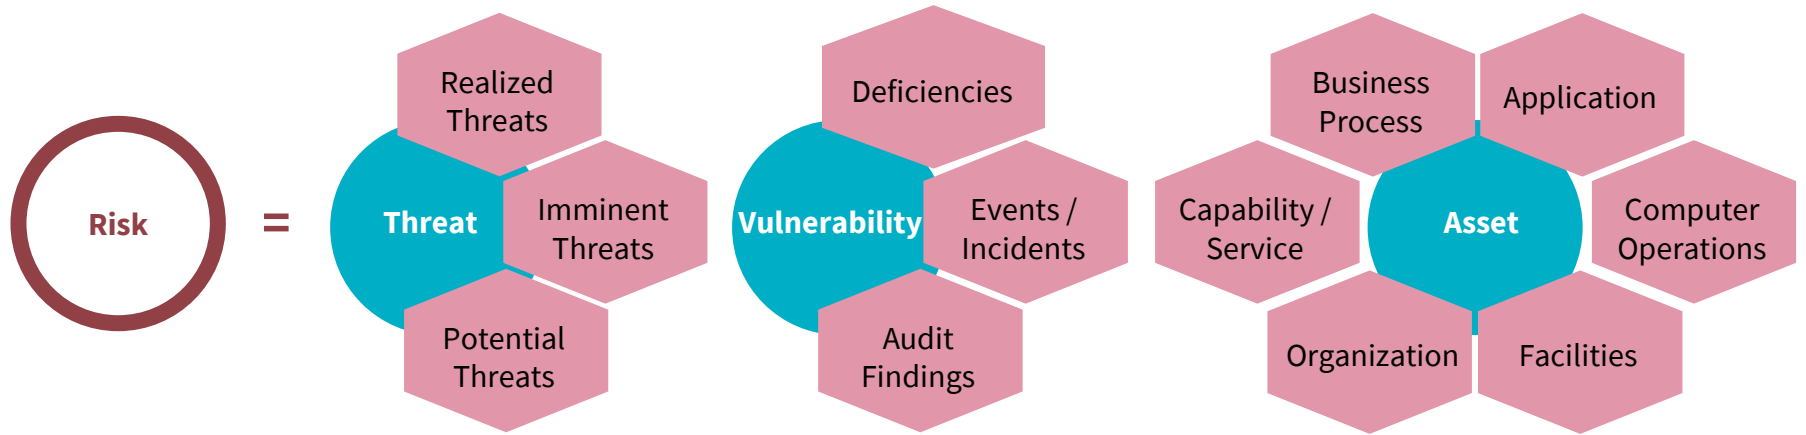 Risk
=
Threat
Realized
Threats
Imminent
Threats
Potential
Threats
Vulnerability
Deficiencies
Events /
Incidents
Audit
Findings
Asset
Business
Process
Application
Capability /
Service
Computer
Operations
Organization
Facilities